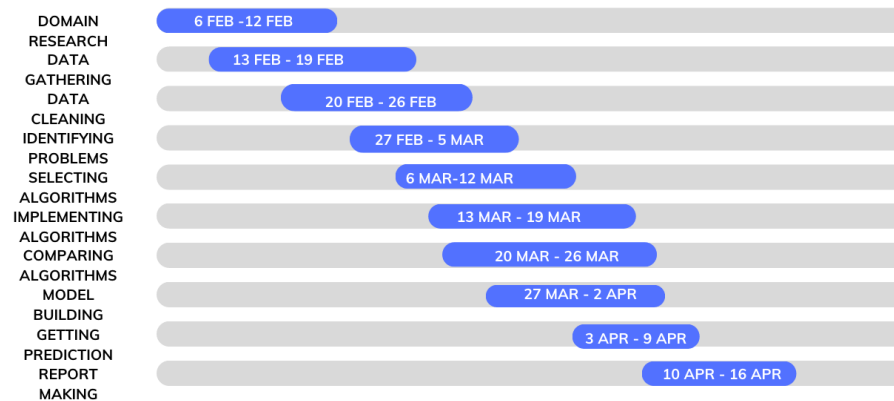 DOMAIN
RESEARCH
6 FEB -12 FEB
DATA
GATHERING
13 FEB - 19 FEB
DATA
CLEANING
20 FEB - 26 FEB
IDENTIFYING
PROBLEMS
27 FEB - 5 MAR
SELECTING
ALGORITHMS
6 MAR-12 MAR
IMPLEMENTING
ALGORITHMS
13 MAR - 19 MAR
COMPARING
ALGORITHMS
20 MAR - 26 MAR
MODEL
BUILDING
27 MAR - 2 APR
GETTING
PREDICTION
3 APR - 9 APR
REPORT
MAKING
10 APR - 16 APR